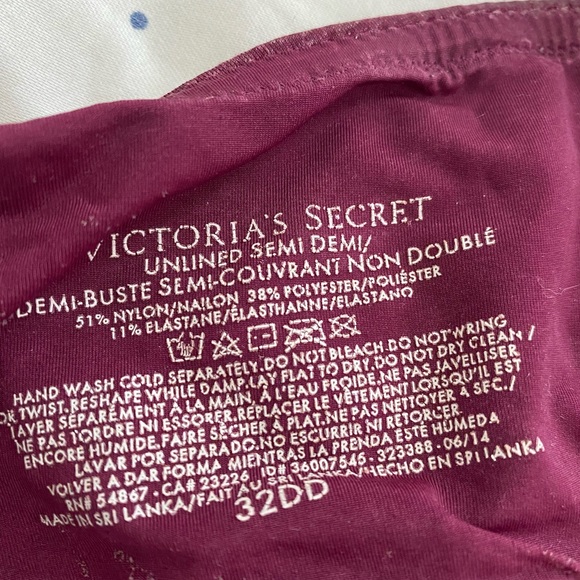 VICTORIA'S SECRET
UNLINED SEMI DEMI/
DEMI-BUSTE SEMI-COUVRANT NON DOUBLÉ
51% NYLON/NAILON 38% POLYESTER/POLIÉSTER
11% ELASTANE/ÉLASTHANNE/ELASTANO
HAND WASH COLD SEPARATELY.DO NOT BLEACH.DO NOT WRING
OR TWIST.RESHAPE WHILE DAMP.LAY FLAT TO DRY.DO NOT DRY CLEAN /
LAVER SÉPARÉMENT À LA MAIN, À L'EAU FROIDE.NE PAS JAVELLISER
NE PAS TORDRE NI ESSORER.REPLACER LE VÊTEMENT LORSQU'IL EST
ENCORE HUMIDE.FAIRE SÉCHER À PLAT.NE PAS NETTOYER À SEC./
LAVAR POR SEPARADO.NO ESCURRIR NI RETORCER.
VOLVER A DAR FORMA MIENTRAS LA PRENDA ESTÉ HÚMEDA
RN# 54867 - CA# 23226 ID# 36007546 - 323388 - 06/14
MADE IN SRI LANKA/FAIT AU SRI LANKA/HECHO EN SRI LANKA
32DD